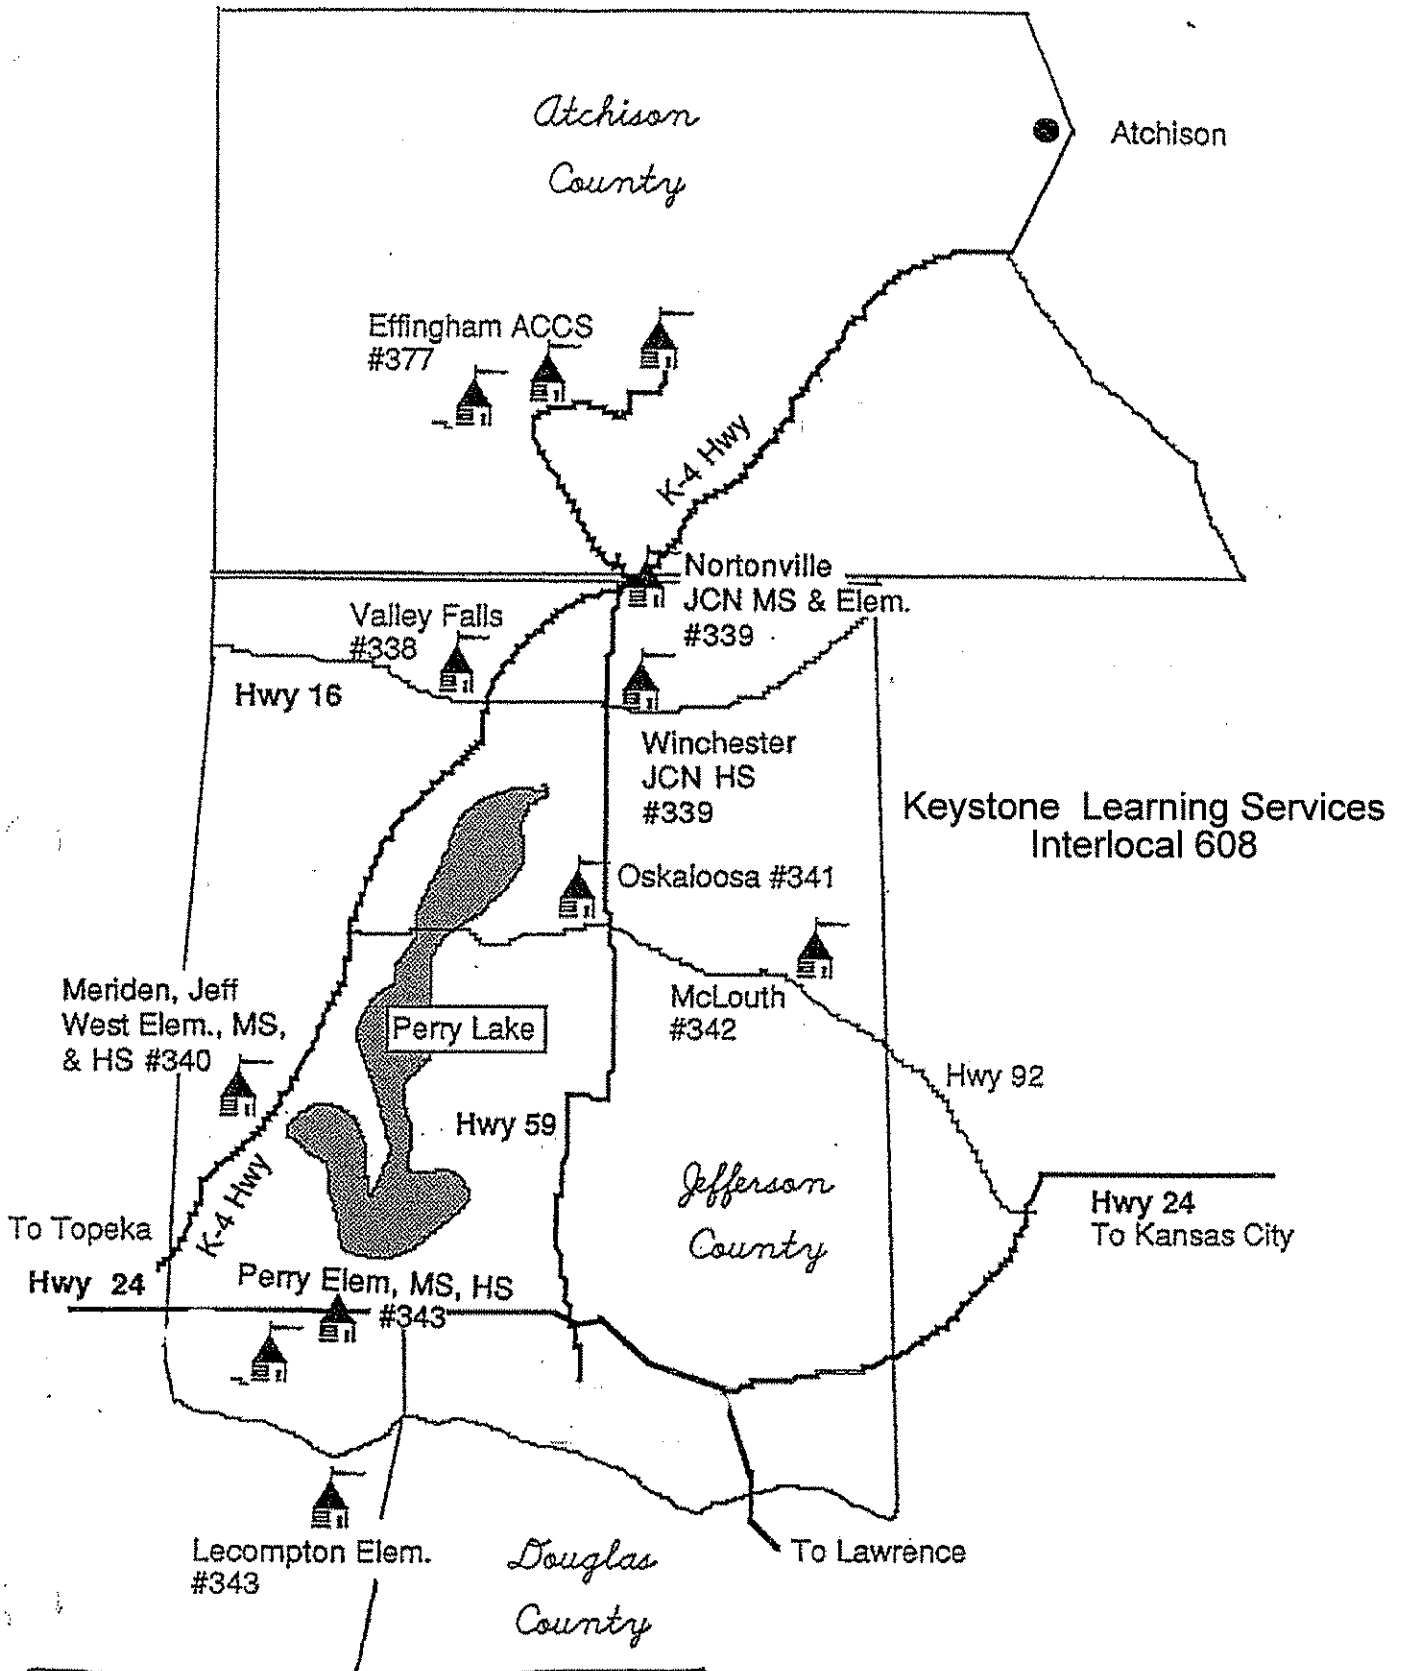 Atchison
County
Atchison
Effingham ACCS
#377
K-4 Hwy
Nortonville
JCN MS & Elem.
#339
Valley Falls
#338
Hwy 16
Winchester
JCN HS
#339
Keystone Learning Services
Interlocal 608
Oskaloosa #341
McLouth
#342
Meriden, Jeff
West Elem., MS,
& HS #340
Perry Lake
Hwy 92
Hwy 59
Jefferson
County
K-4 Hwy
Hwy 24
To Kansas City
To Topeka
Hwy 24
Perry Elem, MS, HS
#343
Lecompton Elem.
#343
Douglas
County
To Lawrence